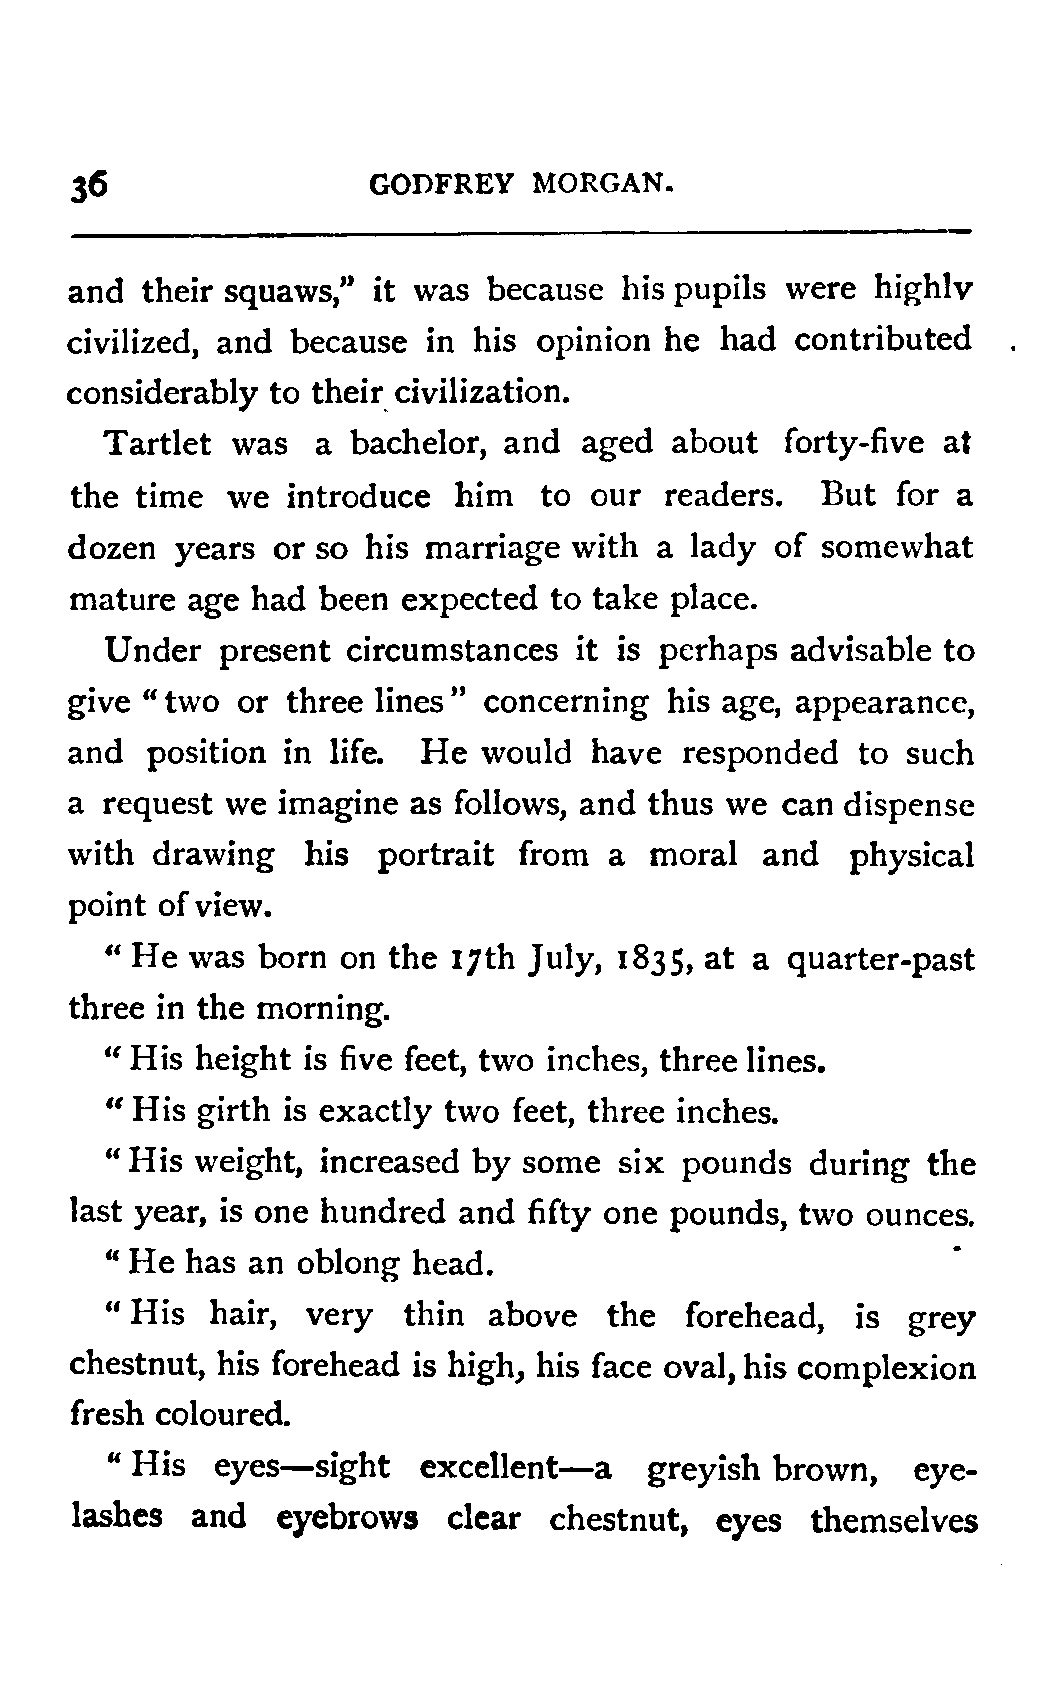 36 GODFREY MORGAN.
and their squaws," it was because his pupils were highly
civilized, and because in his opinion he had contributed
considerably to their civilization.
Tartlet was a bachelor, and aged about forty-five at
the time we introduce him to our readers. But for a
dozen years or so his marriage with a lady of somewhat
mature age had been expected to take place.
Under present circumstances it is perhaps advisable to
give "two or three lines" concerning his age, appearance,
and position in life. He would have responded to such
a request we imagine as follows, and thus we can dispense
with drawing his portrait from a moral and physical
point of view.
"He was born on the 17th July, 1835, at a quarter-past
three in the morning.
"His height is five feet, two inches, three lines.
"His girth is exactly two feet, three inches.
"His weight, increased by some six pounds during the
last year, is one hundred and fifty one pounds, two ounces.
"He has an oblong head.
"His hair, very thin above the forehead, is grey
chestnut, his forehead is high, his face oval, his complexion
fresh coloured.
"His eyes—sight excellent—a greyish brown, eye-
lashes and eyebrows clear chestnut, eyes themselves